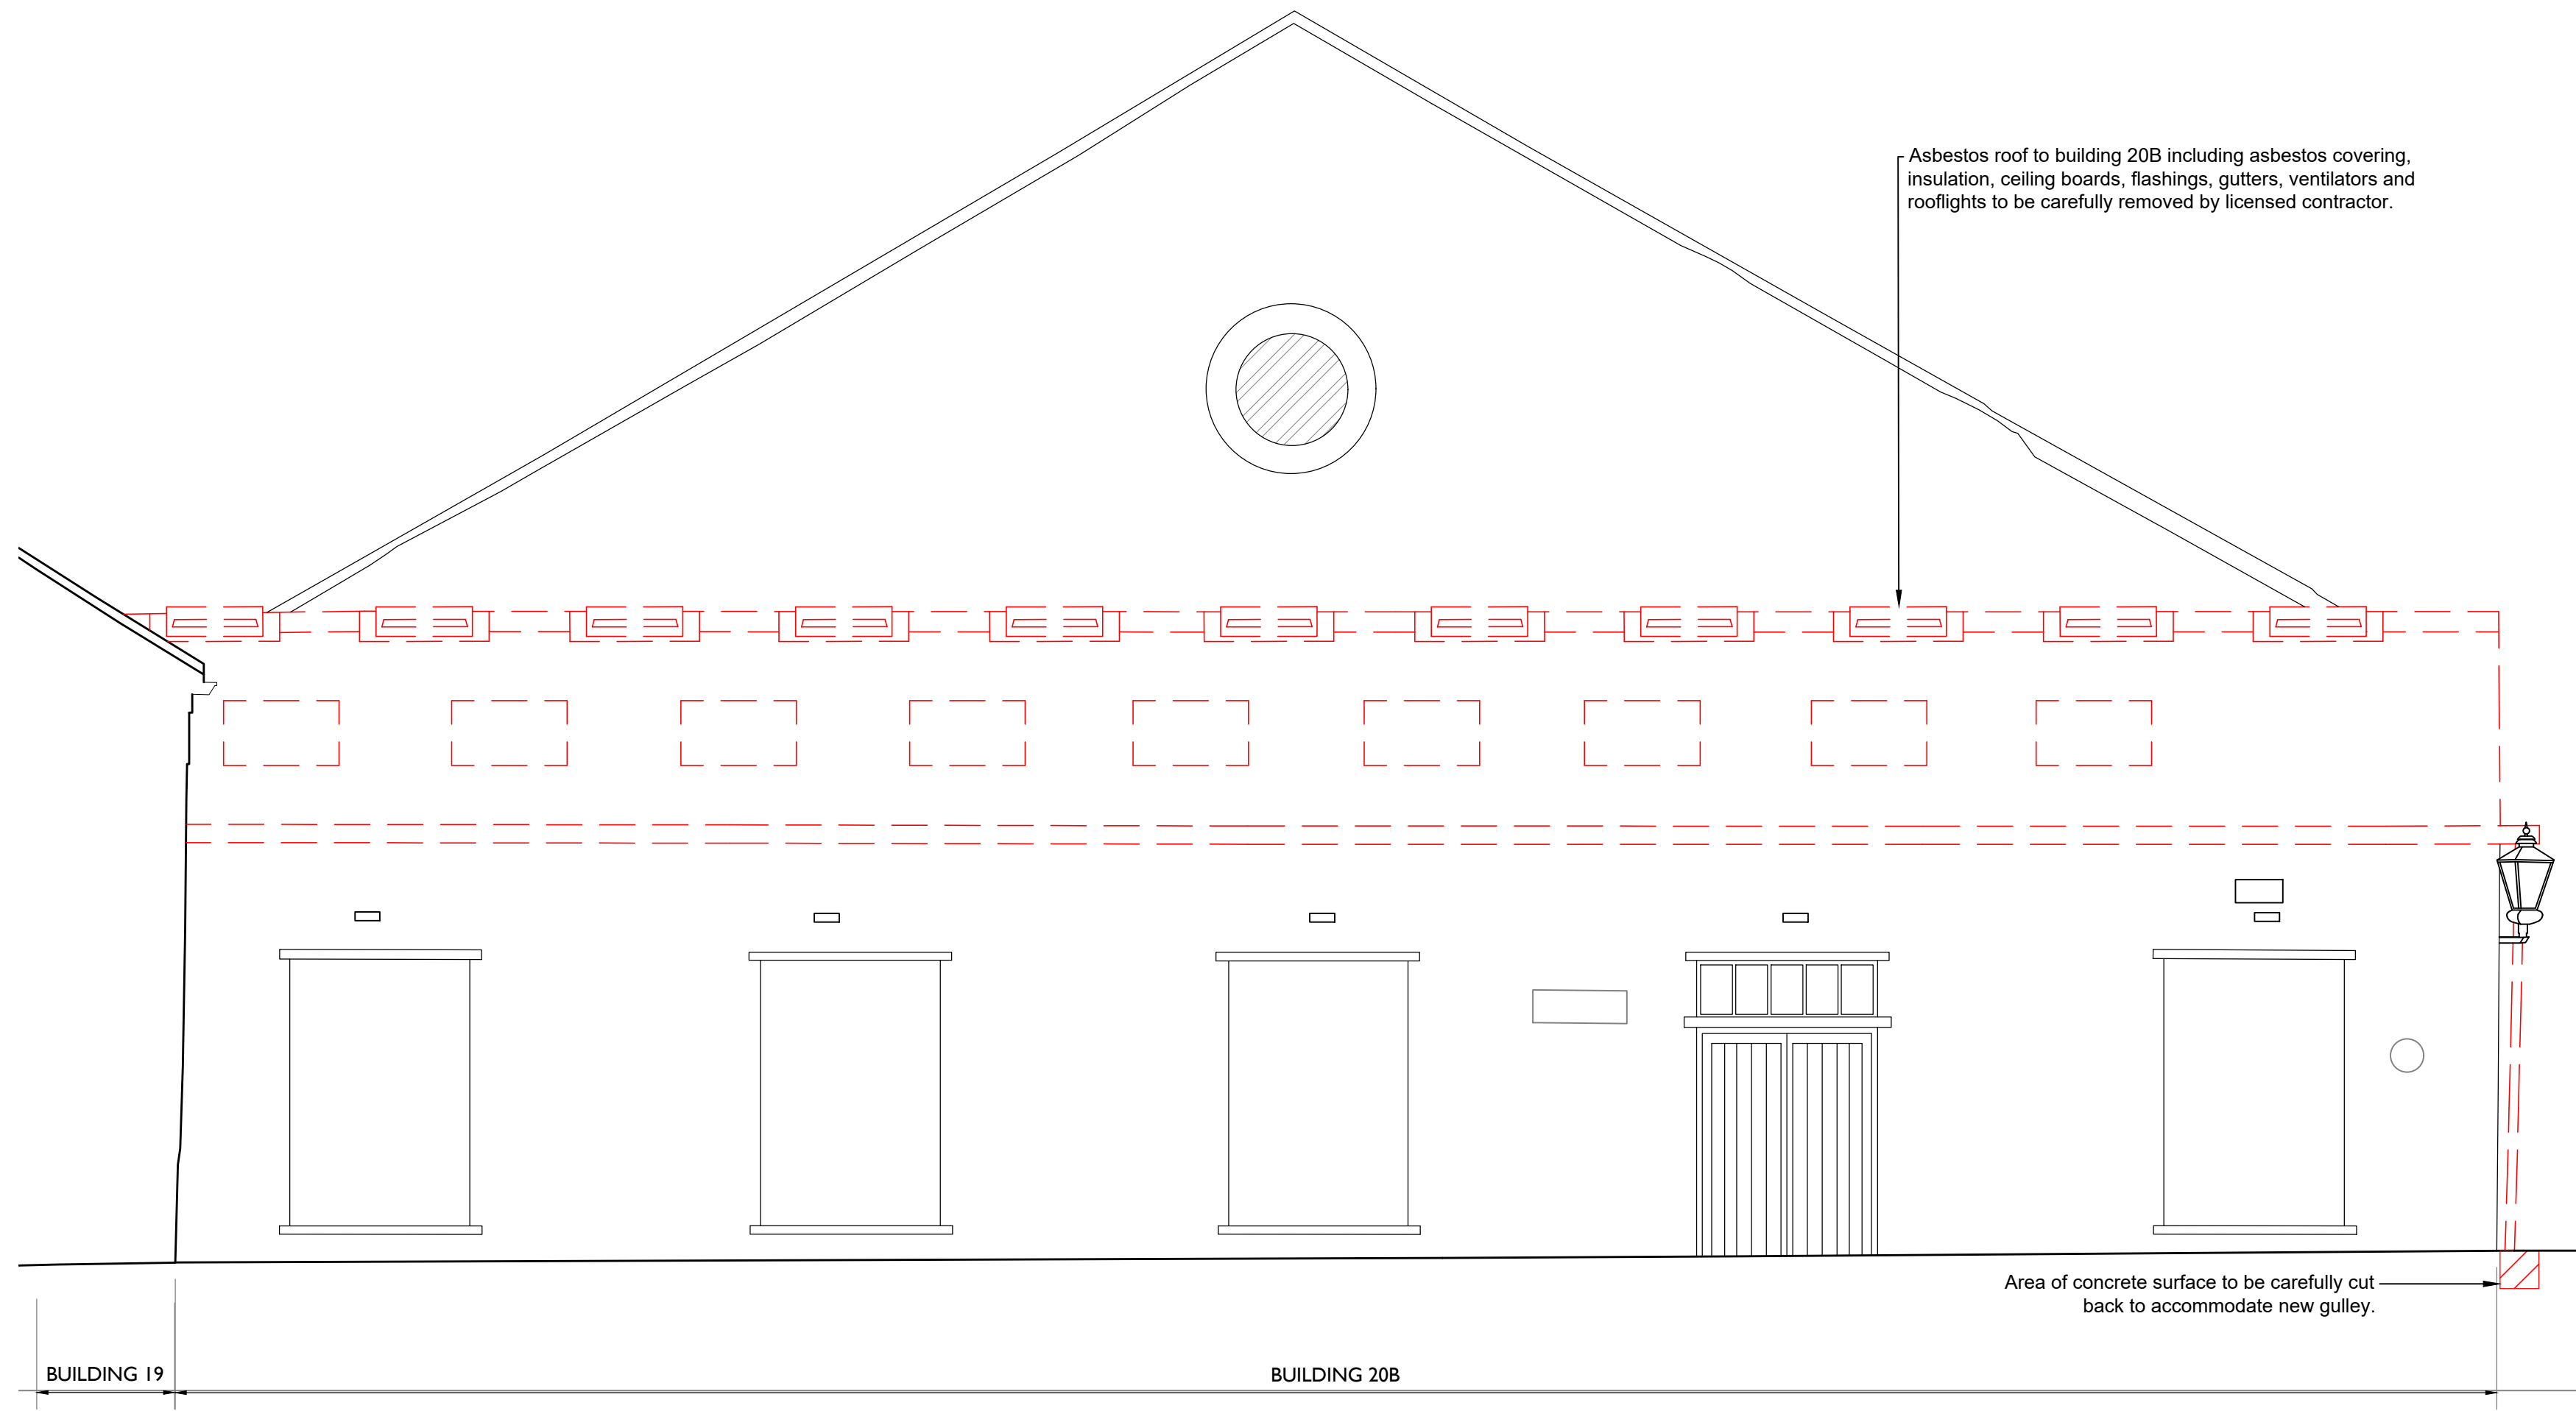 Asbestos roof to building 20B including asbestos covering,
insulation, ceiling boards, flashings, gutters, ventilators and
rooflights to be carefully removed by licensed contractor.
Area of concrete surface to be carefully cut
back to accommodate new gulley.
BUILDING 19
BUILDING 20B